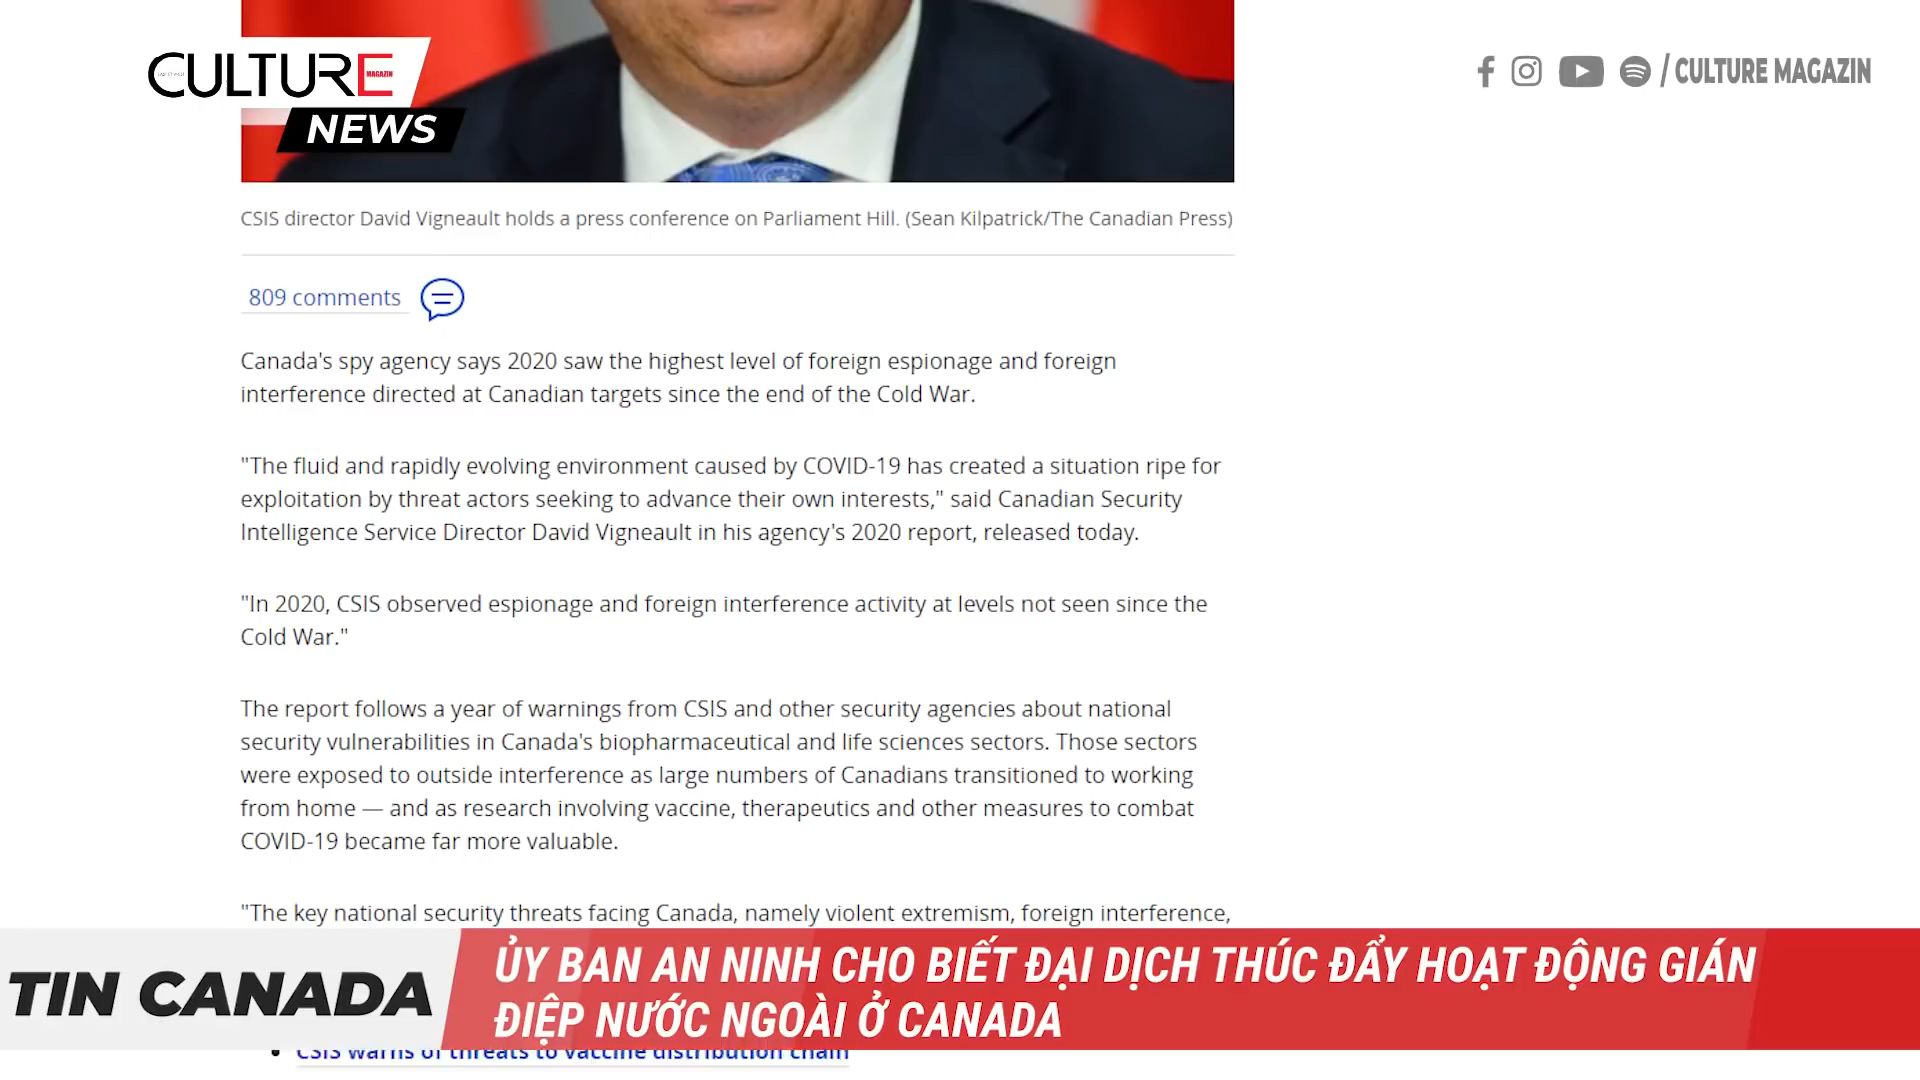 CULTURE
MAGAZIN
NEWS
/ CULTURE MAGAZIN
CSIS director David Vigneault holds a press conference on Parliament Hill. (Sean Kilpatrick/The Canadian Press)
809 comments
Canada's spy agency says 2020 saw the highest level of foreign espionage and foreign
interference directed at Canadian targets since the end of the Cold War.
"The fluid and rapidly evolving environment caused by COVID-19 has created a situation ripe for
exploitation by threat actors seeking to advance their own interests," said Canadian Security
Intelligence Service Director David Vigneault in his agency's 2020 report, released today.
"In 2020, CSIS observed espionage and foreign interference activity at levels not seen since the
Cold War."
The report follows a year of warnings from CSIS and other security agencies about national
security vulnerabilities in Canada's biopharmaceutical and life sciences sectors. Those sectors
were exposed to outside interference as large numbers of Canadians transitioned to working
from home — and as research involving vaccine, therapeutics and other measures to combat
COVID-19 became far more valuable.
"The key national security threats facing Canada, namely violent extremism, foreign interference,
TIN CANADA
ỦY BAN AN NINH CHO BIẾT ĐẠI DỊCH THÚC ĐẨY HOẠT ĐỘNG GIÁN
ĐIỆP NƯỚC NGOÀI Ở CANADA
CSIS warns of threats to vaccine distribution chain